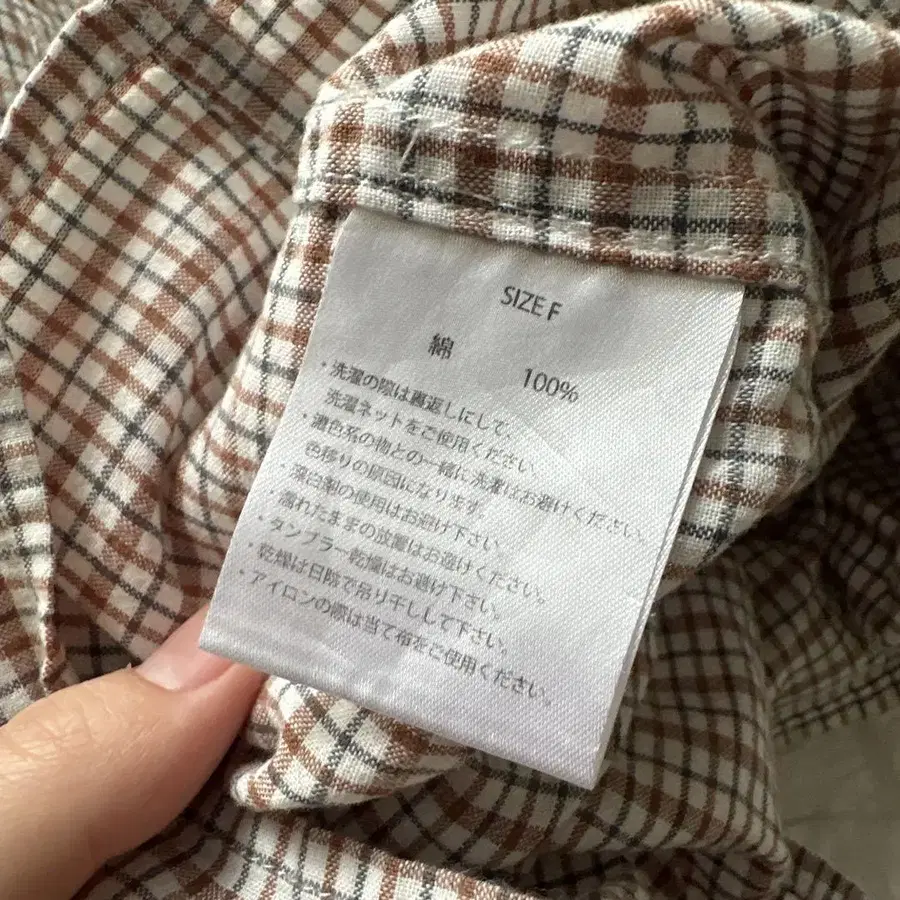 SIZE F
綿
100%
・洗濯の際は裏返しにして、
洗濯ネットをご使用ください。
・濃色系の物との一緒に洗濯はお避けください。
色移りの原因になります。
・漂白剤の使用はお避け下さい。
・濡れたままの放置はお避けください。
・タンブラー乾燥はお避け下さい。
・乾燥は日陰で吊り干しして下さい。
・アイロンの際は当て布をご使用ください。